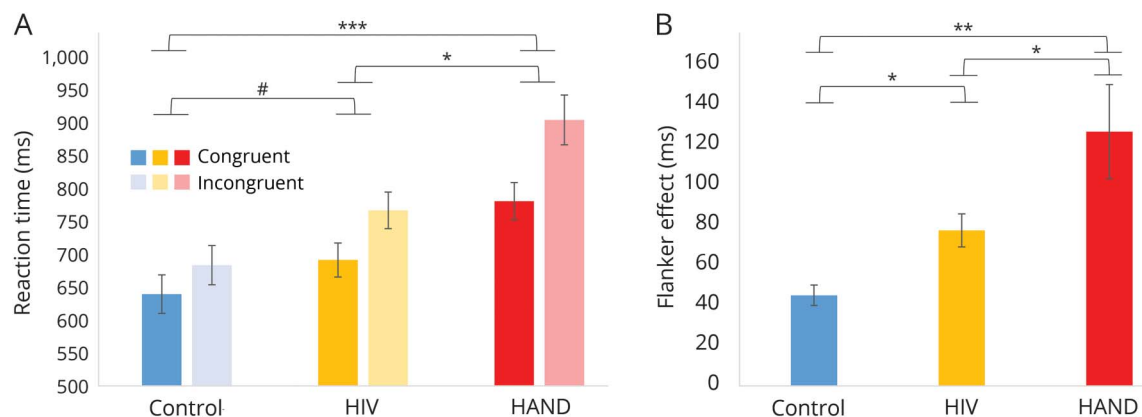 A
***
*
#
Reaction time (ms)
1,000
950
900
850
800
750
700
650
600
550
500
Congruent
Incongruent
Control
HIV
HAND
B
**
*
*
Flanker effect (ms)
160
140
120
100
80
60
40
20
0
Control
HIV
HAND